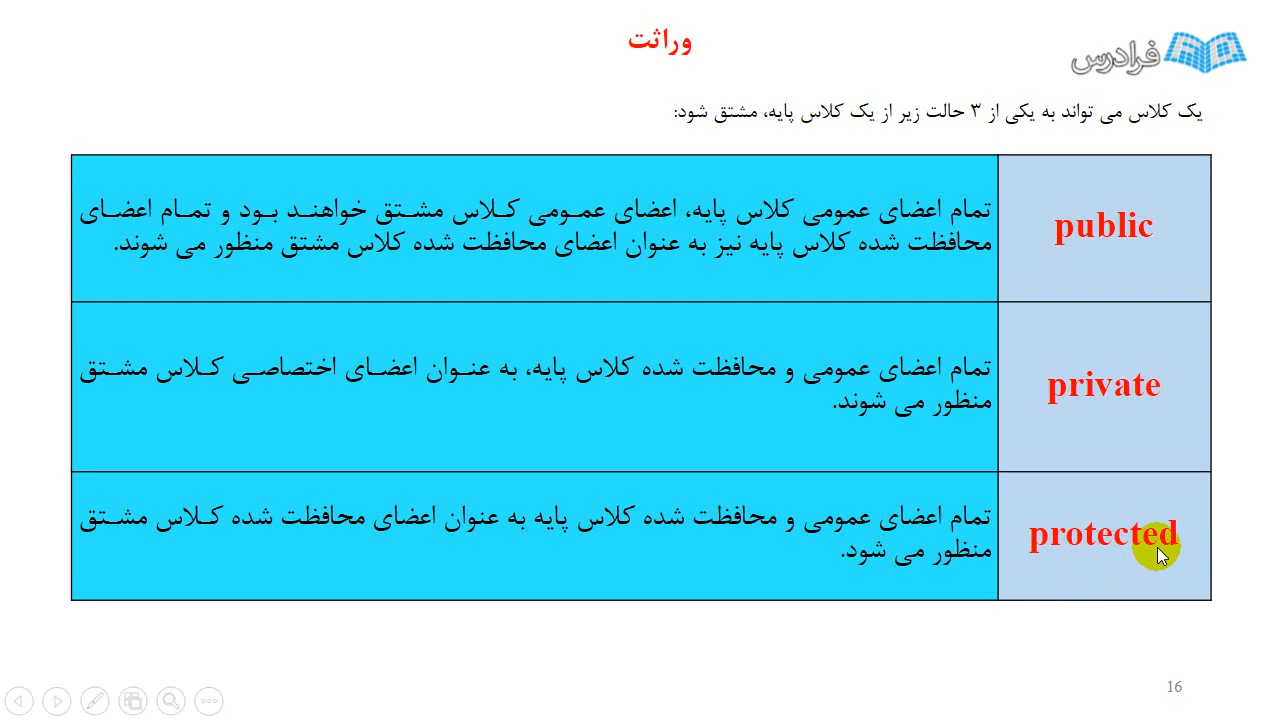 وراثت
فرادرس
یک کلاس می تواند به یکی از ۳ حالت زیر از یک کلاس پایه، مشتق شود:
public
تمام اعضای عمومی کلاس پایه، اعضای عمومی کلاس مشتق خواهند بود و تمام اعضای
محافظت شده کلاس پایه نیز به عنوان اعضای محافظت شده کلاس مشتق منظور می شوند.
private
تمام اعضای عمومی و محافظت شده کلاس پایه، به عنوان اعضای اختصاصی کلاس مشتق
منظور می شوند.
protected
تمام اعضای عمومی و محافظت شده کلاس پایه به عنوان اعضای محافظت شده کلاس مشتق
منظور می شود.
16